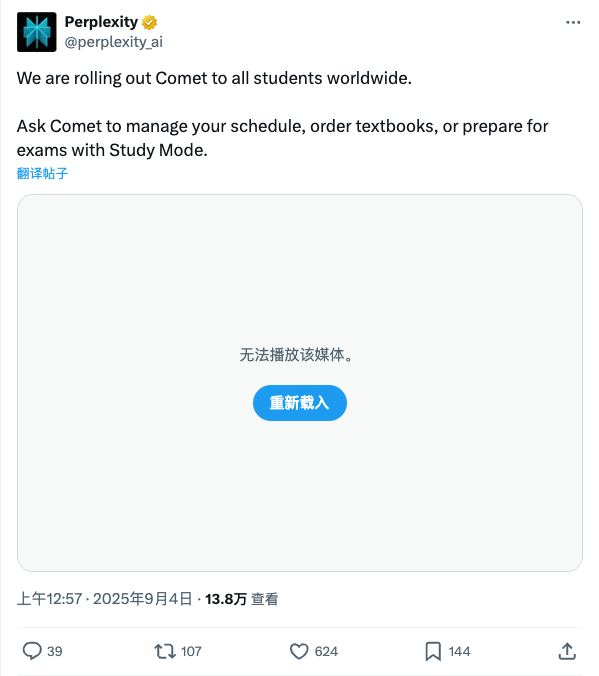 Perplexity
@perplexity_ai
We are rolling out Comet to all students worldwide.
Ask Comet to manage your schedule, order textbooks, or prepare for
exams with Study Mode.
翻译帖子
无法播放该媒体。
重新载入
上午12:57 · 2025年9月4日 · 13.8万 查看
39 107 624 144